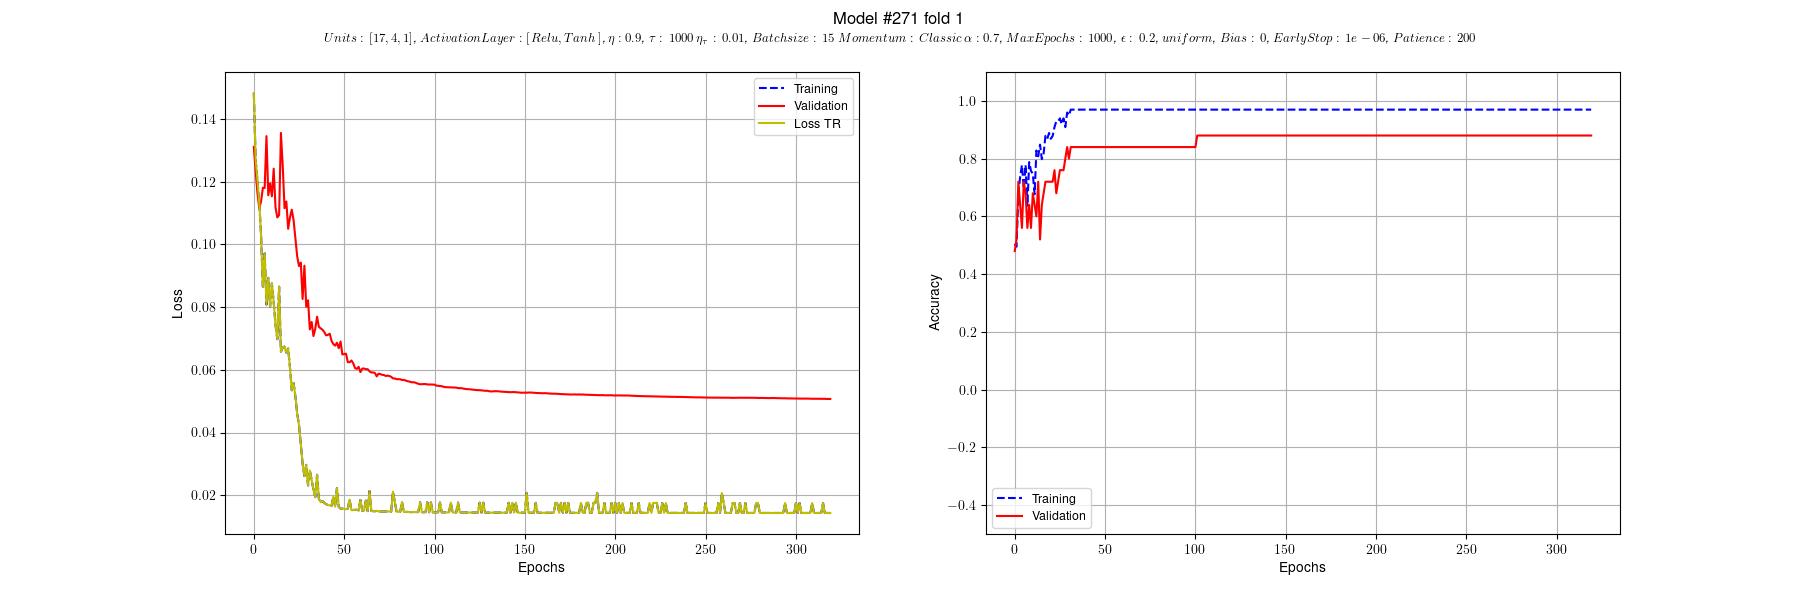 Model #271 fold 1
Units : [17, 4, 1], ActivationLayer : [Relu, Tanh], η : 0.9, τ : 1000 ητ : 0.01, Batchsize : 15 Momentum : Classic α : 0.7, MaxEpochs : 1000, ϵ : 0.2, uniform, Bias : 0, EarlyStop : 1e − 06, Patience : 200
Loss
0.14
0.12
0.10
0.08
0.06
0.04
0.02
Training
Validation
Loss TR
0 50 100 150 200 250 300
Epochs
Accuracy
1.0
0.8
0.6
0.4
0.2
0.0
−0.2
−0.4
Training
Validation
0 50 100 150 200 250 300
Epochs